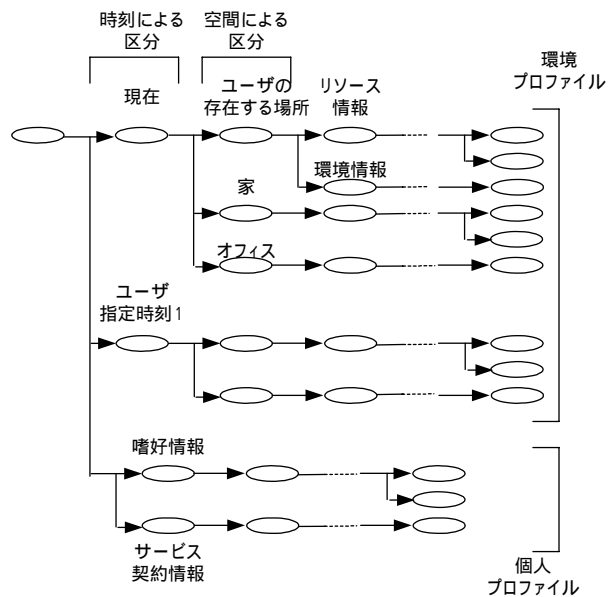 時刻による
区分
空間による
区分
環境
プロファイル
現在
ユーザの
存在する場所
リソース
情報
環境情報
家
オフィス
ユーザ
指定時刻1
嗜好情報
サービス
契約情報
個人
プロファイル